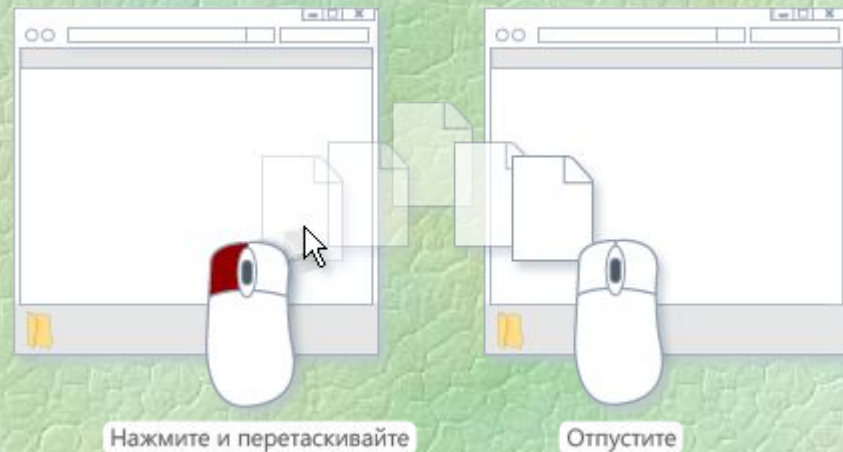 Нажмите и перетаскивайте
Отпустите